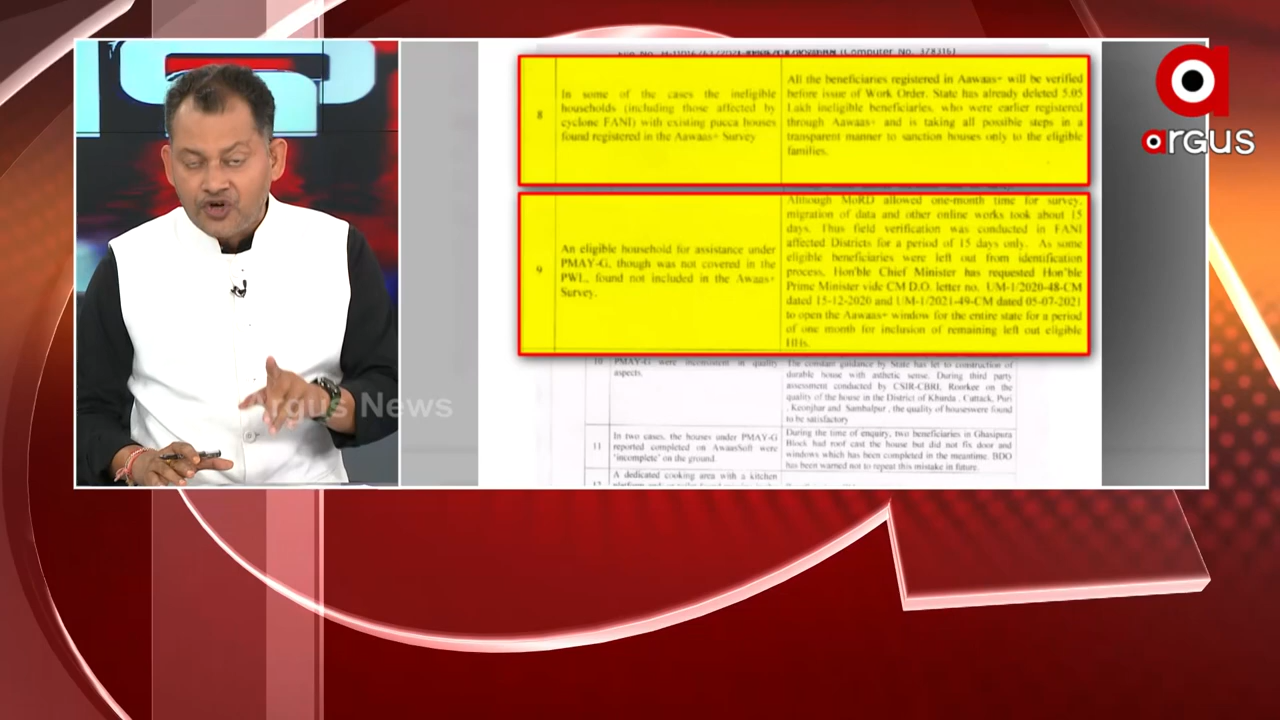 (Computer No. 378316)
8
In some of the cases the ineligible
households (including those affected by
cyclone FANI) with existing pucca houses
found registered in the Aawaas+ Survey
All the beneficiaries registered in Aawaas+ will be verified
before issue of Work Order. State has already deleted 5.05
Lakh ineligible beneficiaries, who were earlier registered
through Aawaas+ and is taking all possible steps in a
transparent manner to sanction houses only to the eligible
families.
9
An eligible household for assistance under
PMAY-G, though was not covered in the
PWL, found not included in the Awaas+
Survey.
Although MoRD allowed one-month time for survey,
migration of data and other online works took about 15
days. Thus field verification was conducted in FANI
affected Districts for a period of 15 days only. As some
eligible beneficiaries were left out from identification
process, Hon'ble Chief Minister has requested Hon'ble
Prime Minister vide CM D.O. letter no. UM-1/2020-48-CM
dated 15-12-2020 and UM-1/2021-49-CM dated 05-07-2021
to open the Aawaas+ window for the entire state for a period
of one month for inclusion of remaining left out eligible
HHs.
10
PMAY-G were inconsistent in quality
aspects.
The constant guidance by State has let to construction of
durable house with asthetic sense. During third party
assessment conducted by CSIR-CBRI, Roorkee on the
quality of the house in the District of Khurda, Cuttack, Puri
, Keonjhar and Sambalpur, the quality of houseswere found
to be satisfactory
11
In two cases, the houses under PMAY-G
reported completed on AwaasSoft were
'incomplete' on the ground.
During the time of enquiry, two beneficiaries in Ghasipura
Block had roof cast the house but did not fix door and
windows which has been completed in the meantime. BDO
has been warned not to repeat this mistake in future.
12
A dedicated cooking area with a kitchen
argus
Argus News